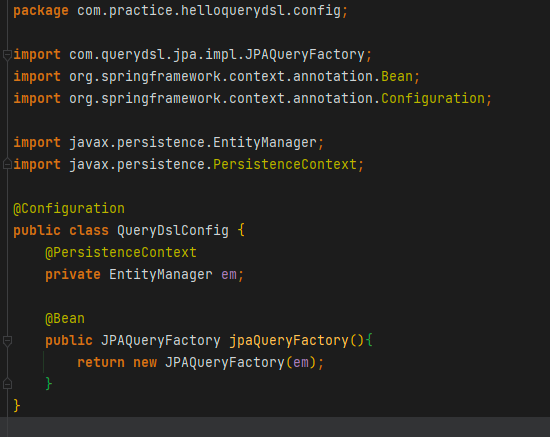 package com.practice.helloquerydsl.config;
import com.querydsl.jpa.impl.JPAQueryFactory;
import org.springframework.context.annotation.Bean;
import org.springframework.context.annotation.Configuration;
import javax.persistence.EntityManager;
import javax.persistence.PersistenceContext;
@Configuration
public class QueryDslConfig {
    @PersistenceContext
    private EntityManager em;
    @Bean
    public JPAQueryFactory jpaQueryFactory(){
        return new JPAQueryFactory(em);
    }
}